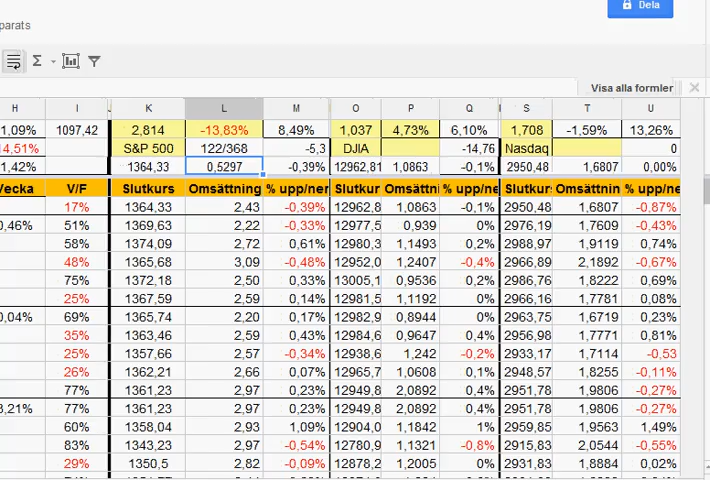 Dela
parats
Σ
Visa alla formler
H I K L M O P Q S T U
1,09% 1097,42 2,814 -13,83% 8,49% 1,037 4,73% 6,10% 1,708 -1,59% 13,26%
14,51% S&P 500 122/368 -5,3 DJIA -14,76 Nasdaq 0
1,42% 1364,33 0,5297 -0,39% 12962,81 1,0863 -0,1% 2950,48 1,6807 0,00%
Vecka V/F Slutkurs Omsättning % upp/ner Slutkur Omsättni % upp/ne Slutkur Omsättning % upp/ne
17% 1364,33 2,43 -0,39% 12962,8 1,0863 -0,1% 2950,48 1,6807 -0,87%
0,46% 51% 1369,63 2,22 -0,33% 12977,5 0,939 0% 2976,19 1,7609 -0,43%
58% 1374,09 2,72 0,61% 12980,3 1,1493 0,2% 2988,97 1,9119 0,74%
48% 1365,68 3,09 -0,48% 12952,0 1,2407 -0,4% 2966,89 2,1892 -0,67%
75% 1372,18 2,50 0,33% 13005,1 0,9536 0,2% 2986,76 1,8222 0,69%
25% 1367,59 2,59 0,14% 12981,5 1,1192 0% 2966,16 1,7781 0,08%
0,04% 69% 1365,74 2,20 0,17% 12982,9 0,8944 0% 2963,75 1,6719 0,23%
35% 1363,46 2,59 0,43% 12984,6 0,9647 0,4% 2956,98 1,7771 0,81%
25% 1357,66 2,57 -0,34% 12938,6 1,242 -0,2% 2933,17 1,7114 -0,53
26% 1362,21 2,66 0,07% 12965,7 1,0608 0,1% 2948,57 1,8255 -0,11%
77% 1361,23 2,97 0,23% 12949,8 2,0892 0,4% 2951,78 1,9806 -0,27%
3,21% 77% 1361,23 2,97 0,23% 12949,8 2,0892 0,4% 2951,78 1,9806 -0,27%
60% 1358,04 2,93 1,09% 12904,0 1,1842 1% 2959,85 1,9563 1,49%
83% 1343,23 2,97 -0,54% 12780,9 1,1321 -0,8% 2915,83 2,0544 -0,55%
29% 1350,5 2,82 -0,09% 12878,2 1,2005 0% 2931,83 1,8884 0,02%